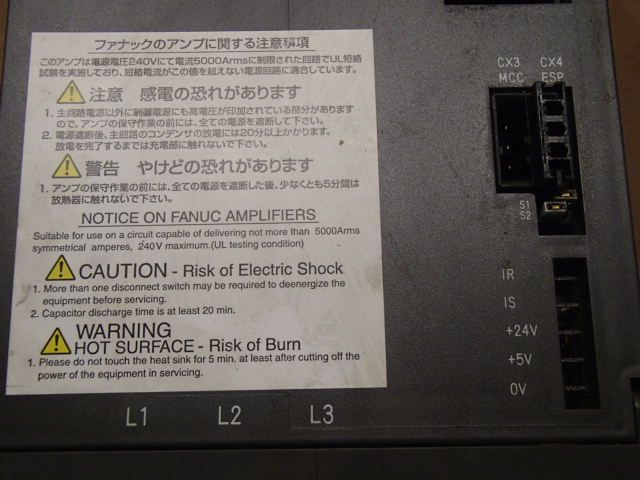 ファナックのアンプに関する注意事項
このアンプは電源電圧240Vにて電流5000Armsに制限された回路でUL短絡
試験を実施しており、短絡電流がこの値を超えない電源回路に適合しています。
注意 感電の恐れがあります
1. 主回路電源以外に制御電源にも高電圧が印加されている部分がありますので、アンプの保守作業の前には、全ての電源を遮断して下さい。
2. 電源遮断後、主回路のコンデンサの放電には20分以上かかります。
放電を完了するまでは充電部に触れないで下さい。
警告 やけどの恐れがあります
1. アンプの保守作業の前には、全ての電源を遮断した後、少なくとも5分間は
放熱器に触れないで下さい。
NOTICE ON FANUC AMPLIFIERS
Suitable for use on a circuit capable of delivering not more than 5000Arms
symmetrical amperes, 240V maximum.(UL testing condition)
CAUTION - Risk of Electric Shock
1. More than one disconnect switch may be required to deenergize the
equipment before servicing.
2. Capacitor discharge time is at least 20 min.
WARNING
HOT SURFACE - Risk of Burn
1. Please do not touch the heat sink for 5 min. at least after cutting off the
power of the equipment in servicing.
CX3 CX4
MCC ESP
S1
S2
IR
IS
+24V
+5V
0V
L1 L2 L3